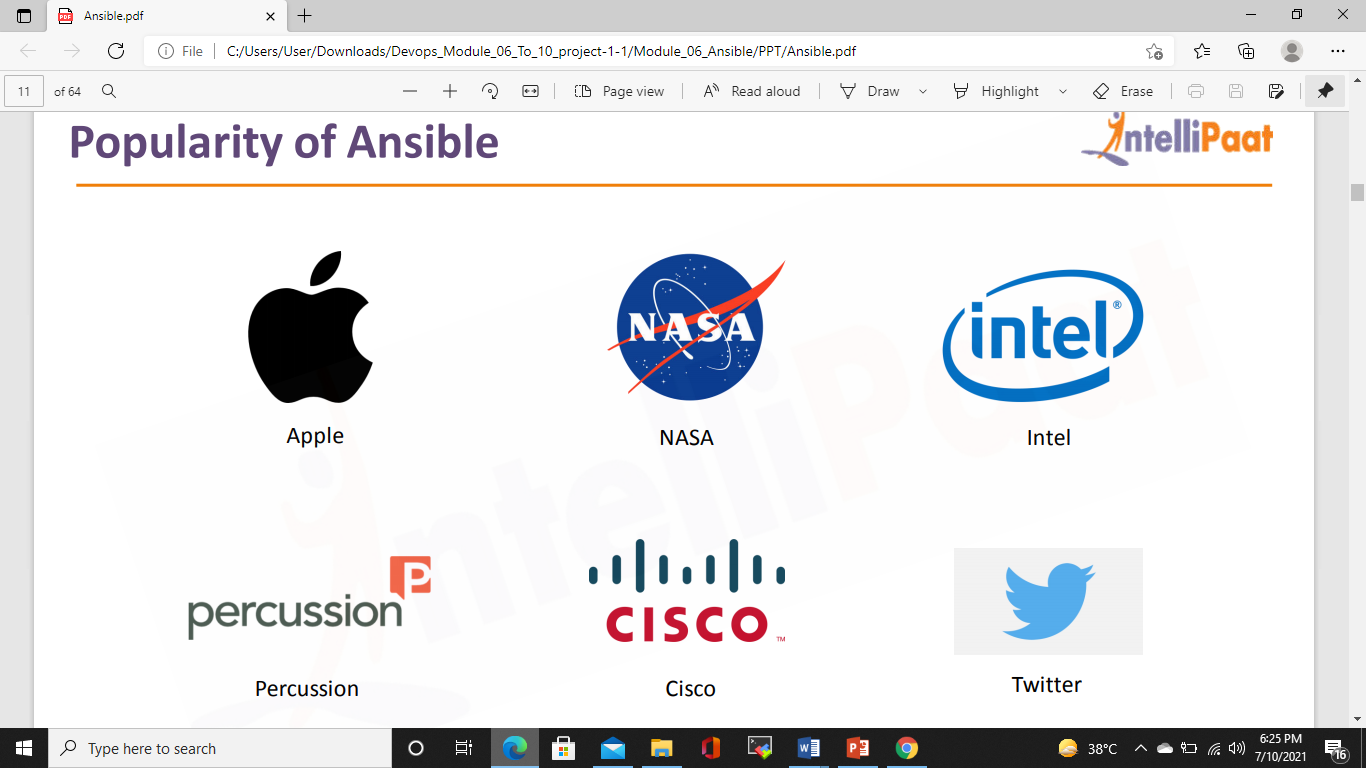 Ansible.pdf
File C:/Users/User/Downloads/Devops_Module_06_To_10_project-1-1/Module_06_Ansible/PPT/Ansible.pdf
11 of 64 Page view Read aloud Draw Highlight Erase
Popularity of Ansible
IntelliPaat
NASA
intel®
Apple
NASA
Intel
IntelliPaat
percussion P
CISCO ™
Percussion
Cisco
Twitter
Type here to search
38°C
6:25 PM
7/10/2021
16